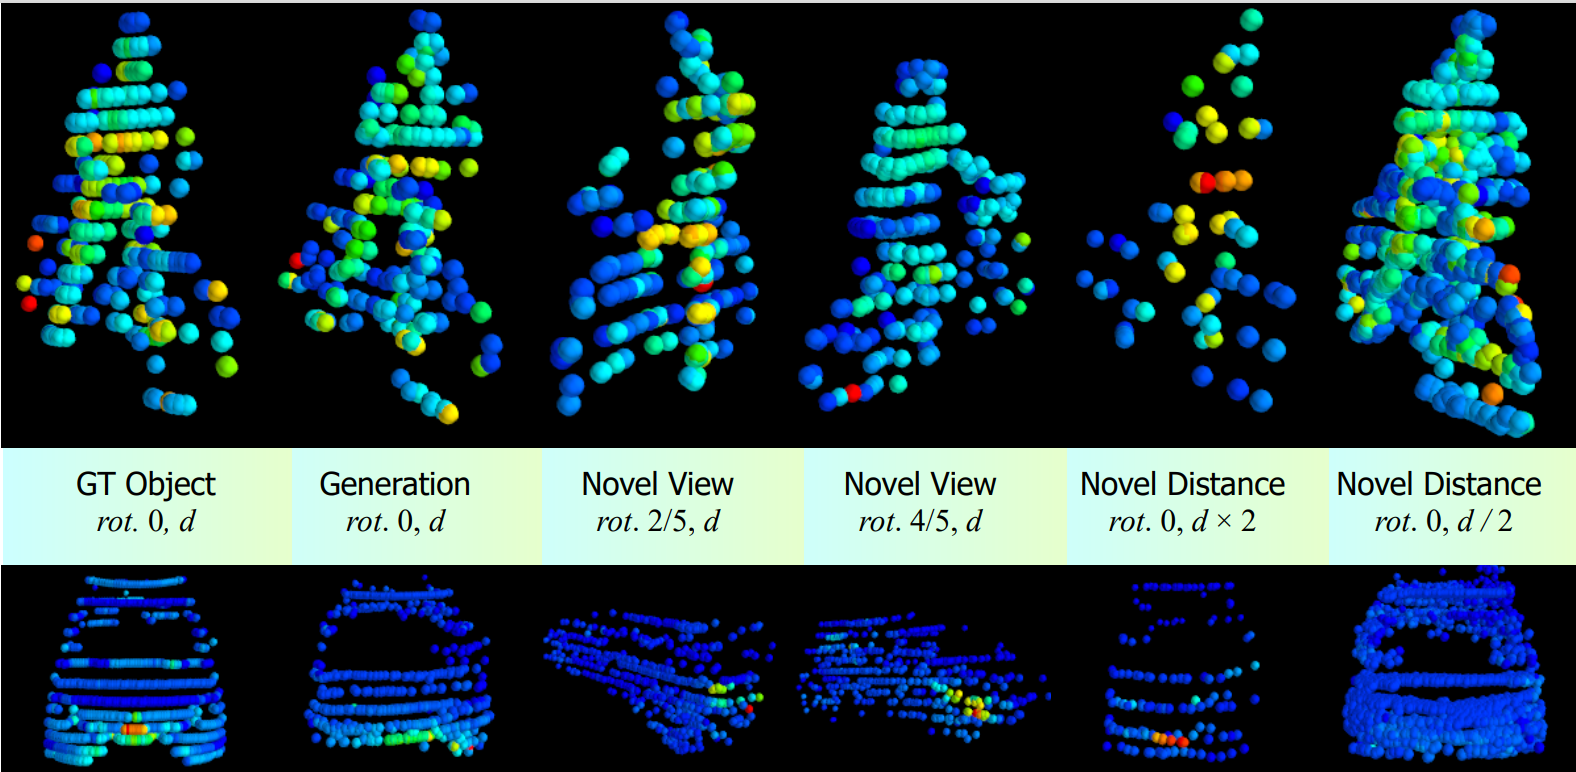 GT Object
rot. 0, d
Generation
rot. 0, d
Novel View
rot. 2/5, d
Novel View
rot. 4/5, d
Novel Distance
rot. 0, d × 2
Novel Distance
rot. 0, d / 2